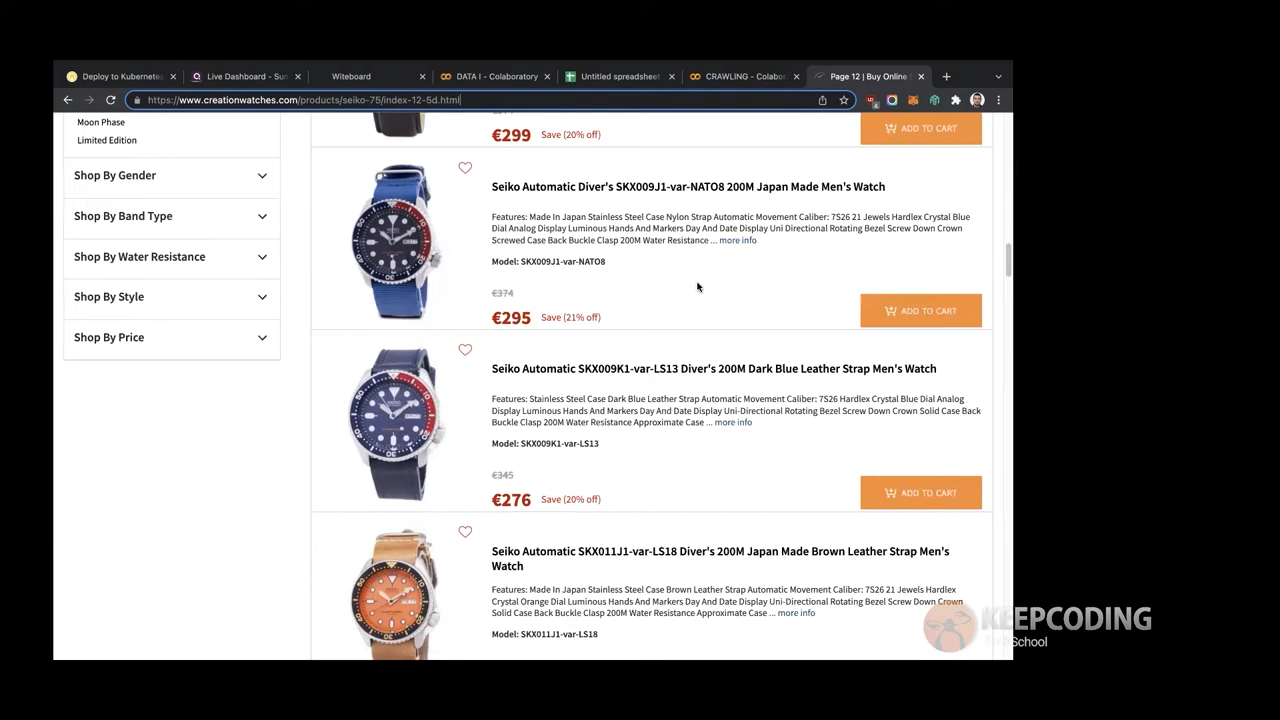 Deploy to Kubernetes
Live Dashboard - Sun
Witeboard
DATA I - Colaboratory
Untitled spreadsheet
CRAWLING - Colabor
Page 12 | Buy Online
https://www.creationwatches.com/products/seiko-75/index-12-5d.html
Moon Phase
Limited Edition
Shop By Gender
Shop By Band Type
Shop By Water Resistance
Shop By Style
Shop By Price
€299 Save (20% off)
ADD TO CART
Seiko Automatic Diver's SKX009J1-var-NATO8 200M Japan Made Men's Watch
Features: Made In Japan Stainless Steel Case Nylon Strap Automatic Movement Caliber: 7S26 21 Jewels Hardlex Crystal Blue
Dial Analog Display Luminous Hands And Markers Day And Date Display Uni Directional Rotating Bezel Screw Down Crown
Screwed Case Back Buckle Clasp 200M Water Resistance ... more info
Model: SKX009J1-var-NATO8
€374
€295 Save (21% off)
ADD TO CART
Seiko Automatic SKX009K1-var-LS13 Diver's 200M Dark Blue Leather Strap Men's Watch
Features: Stainless Steel Case Dark Blue Leather Strap Automatic Movement Caliber: 7S26 Hardlex Crystal Blue Dial Analog
Display Luminous Hands And Markers Day And Date Display Uni-Directional Rotating Bezel Screw Down Crown Solid Case Back
Buckle Clasp 200M Water Resistance Approximate Case ... more info
Model: SKX009K1-var-LS13
€345
€276 Save (20% off)
ADD TO CART
Seiko Automatic SKX011J1-var-LS18 Diver's 200M Japan Made Brown Leather Strap Men's
Watch
Features: Made In Japan Stainless Steel Case Brown Leather Strap Automatic Movement Caliber: 7S26 21 Jewels Hardlex
Crystal Orange Dial Luminous Hands And Markers Day And Date Display Uni-Directional Rotating Bezel Screw Down Crown
Solid Case Back Buckle Clasp 200M Water Resistance Approximate Case ... more info
Model: SKX011J1-var-LS18
KEEPCODING
School